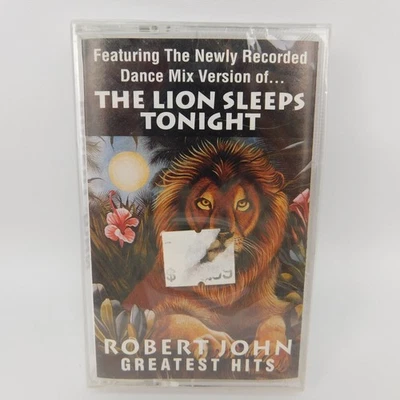 Featuring The Newly Recorded
Dance Mix Version of...
THE LION SLEEPS
TONIGHT
ROBERT JOHN
GREATEST HITS